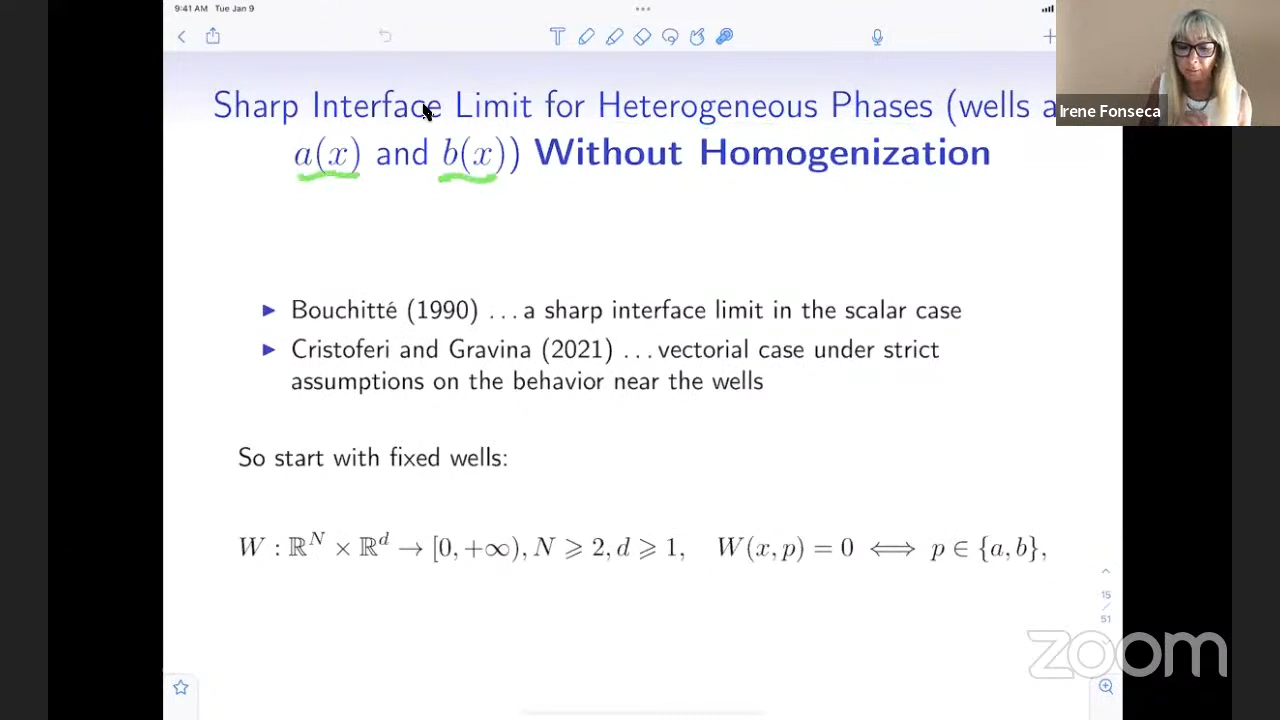 9:41 AM Tue Jan 9
Sharp Interface Limit for Heterogeneous Phases (wells a
a(x) and b(x)) Without Homogenization
Irene Fonseca
▶ Bouchitté (1990) ...a sharp interface limit in the scalar case
▶ Cristoferi and Gravina (2021) ...vectorial case under strict
assumptions on the behavior near the wells
So start with fixed wells:
W : ℝ^N × ℝ^d → [0, +∞), N ⩾ 2, d ⩾ 1, W(x, p) = 0 ⟺ p ∈ {a, b},
15
/
51
zoom